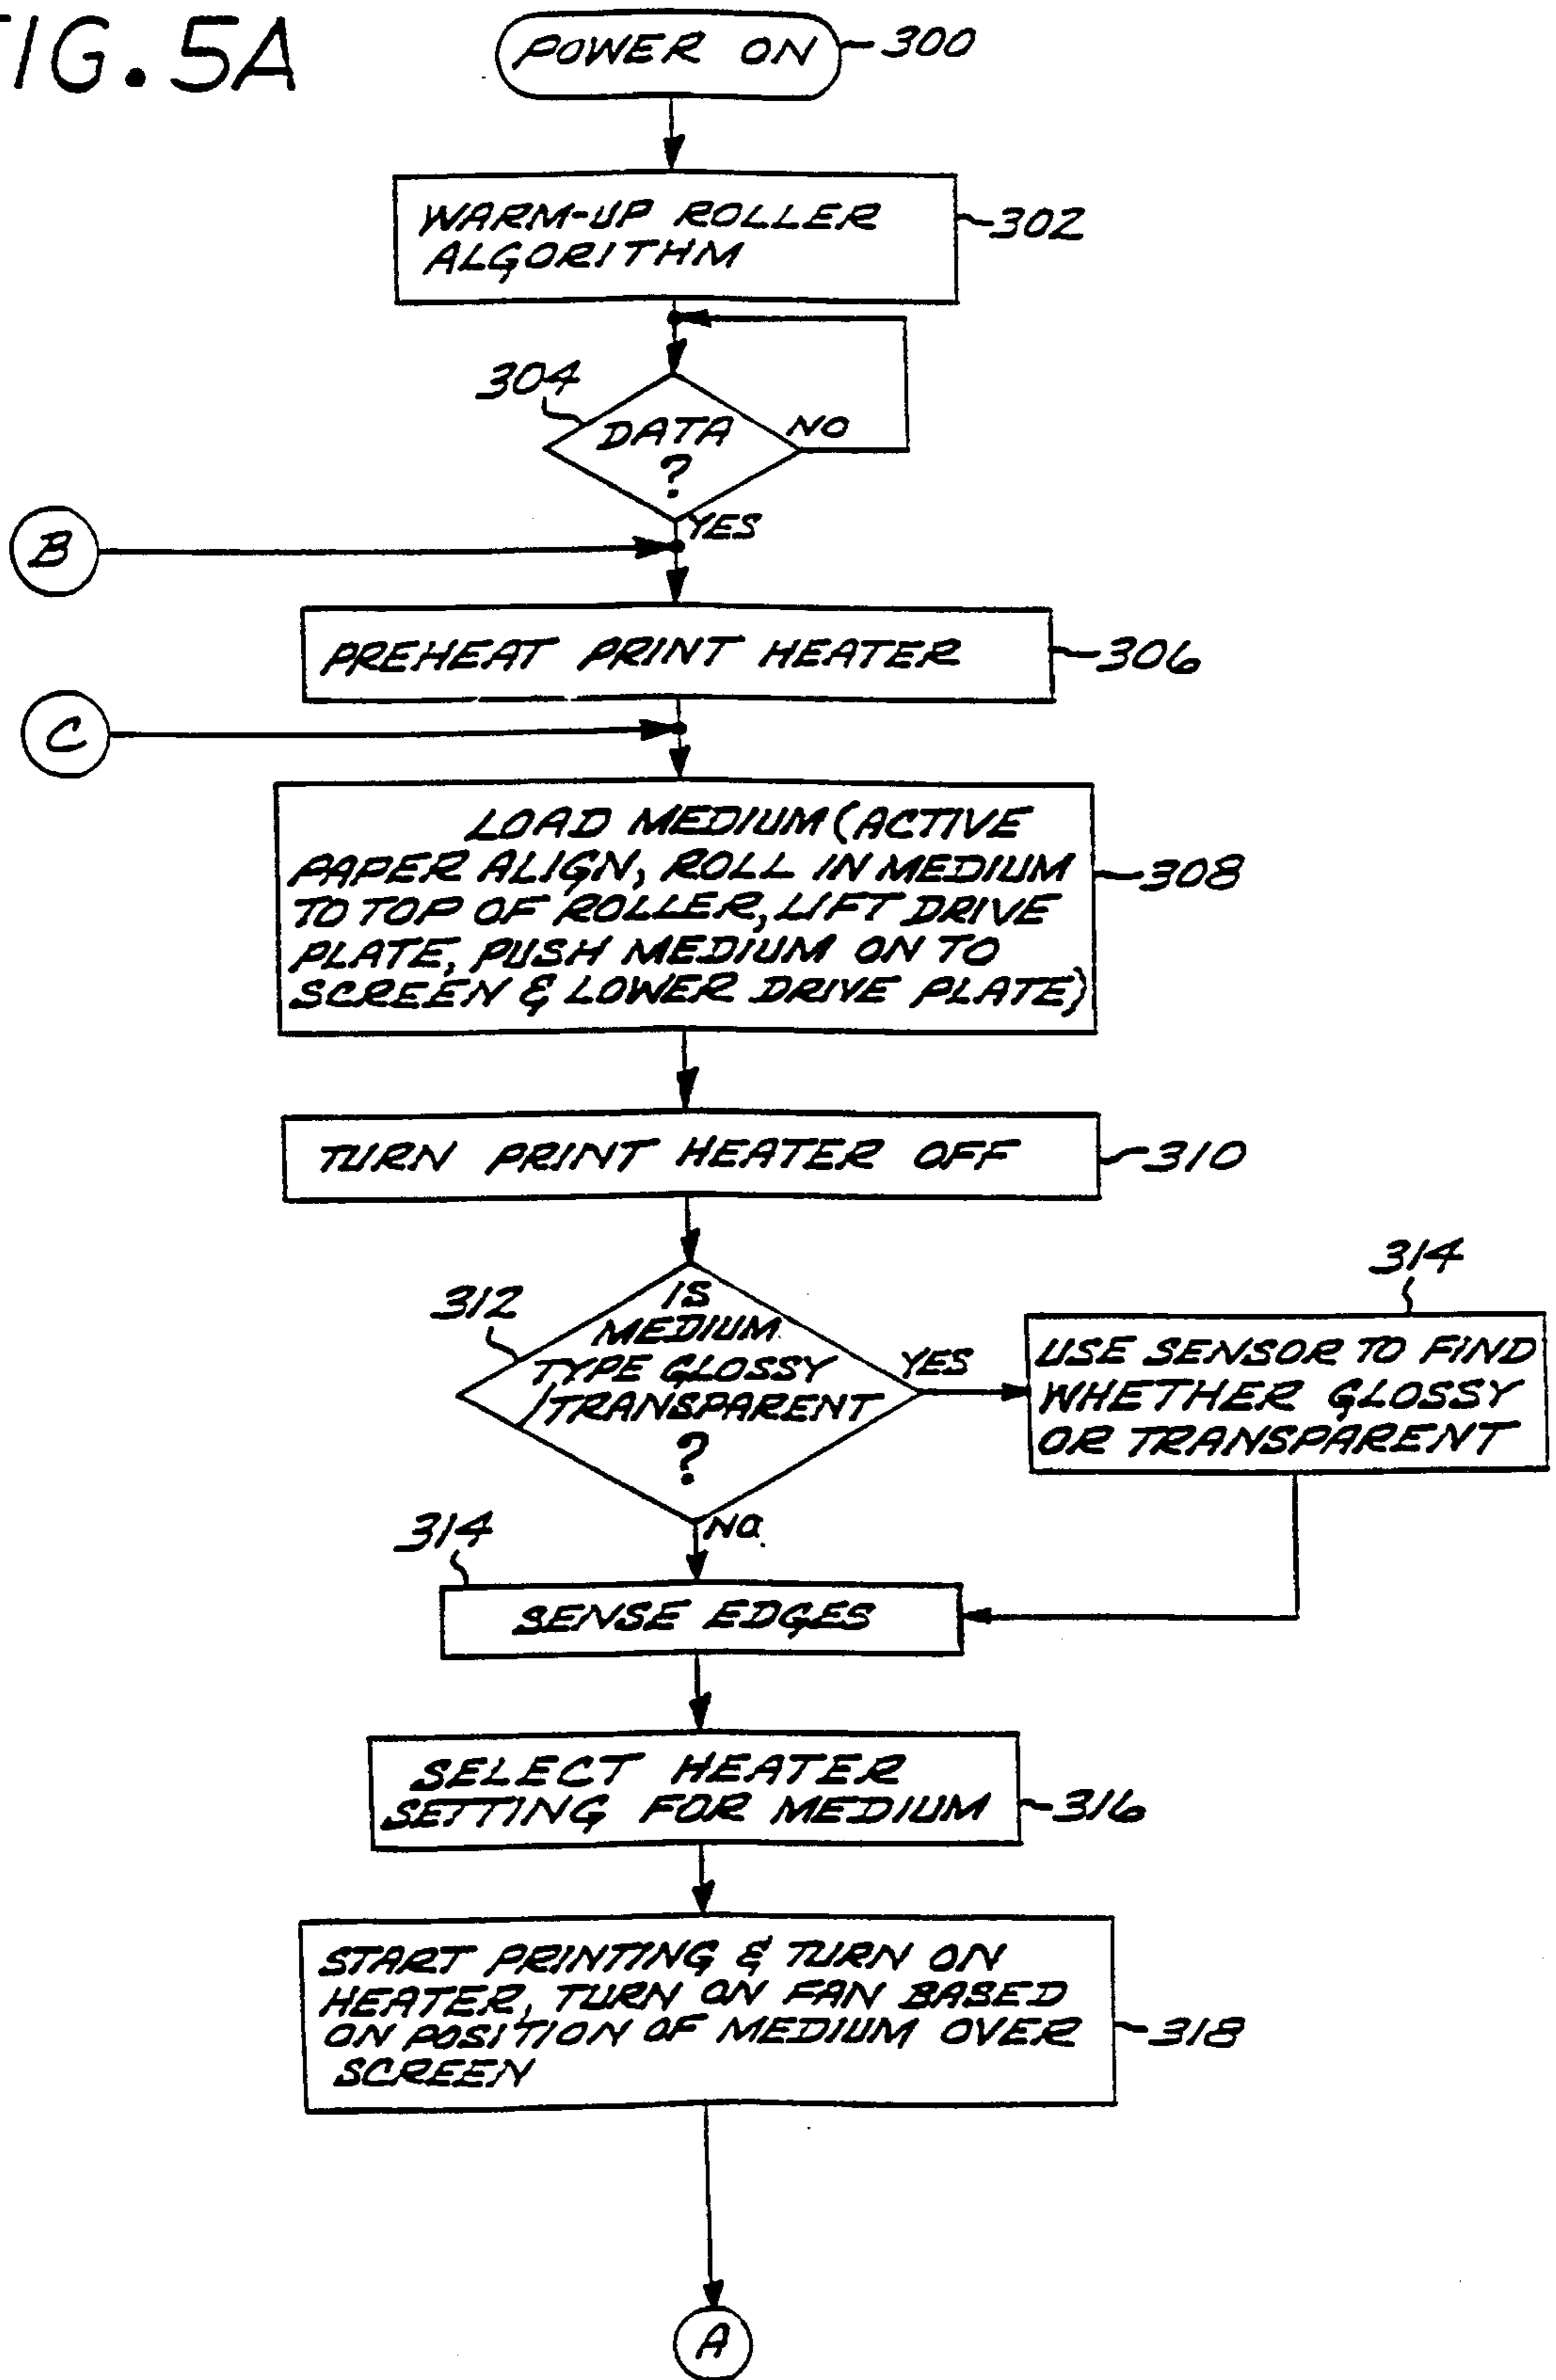 FIG. 5A
POWER ON
300
WARM-UP ROLLER
ALGORITHM
302
304
DATA
?
NO
YES
B
PREHEAT PRINT HEATER
306
C
LOAD MEDIUM (ACTIVE
PAPER ALIGN, ROLL IN MEDIUM
TO TOP OF ROLLER, LIFT DRIVE
PLATE, PUSH MEDIUM ON TO
SCREEN & LOWER DRIVE PLATE)
308
TURN PRINT HEATER OFF
310
312
IS
MEDIUM
TYPE GLOSSY
/TRANSPARENT
?
YES
314
USE SENSOR TO FIND
WHETHER GLOSSY
OR TRANSPARENT
NO
314
SENSE EDGES
SELECT HEATER
SETTING FOR MEDIUM
316
START PRINTING & TURN ON
HEATER, TURN ON FAN BASED
ON POSITION OF MEDIUM OVER
SCREEN
318
A